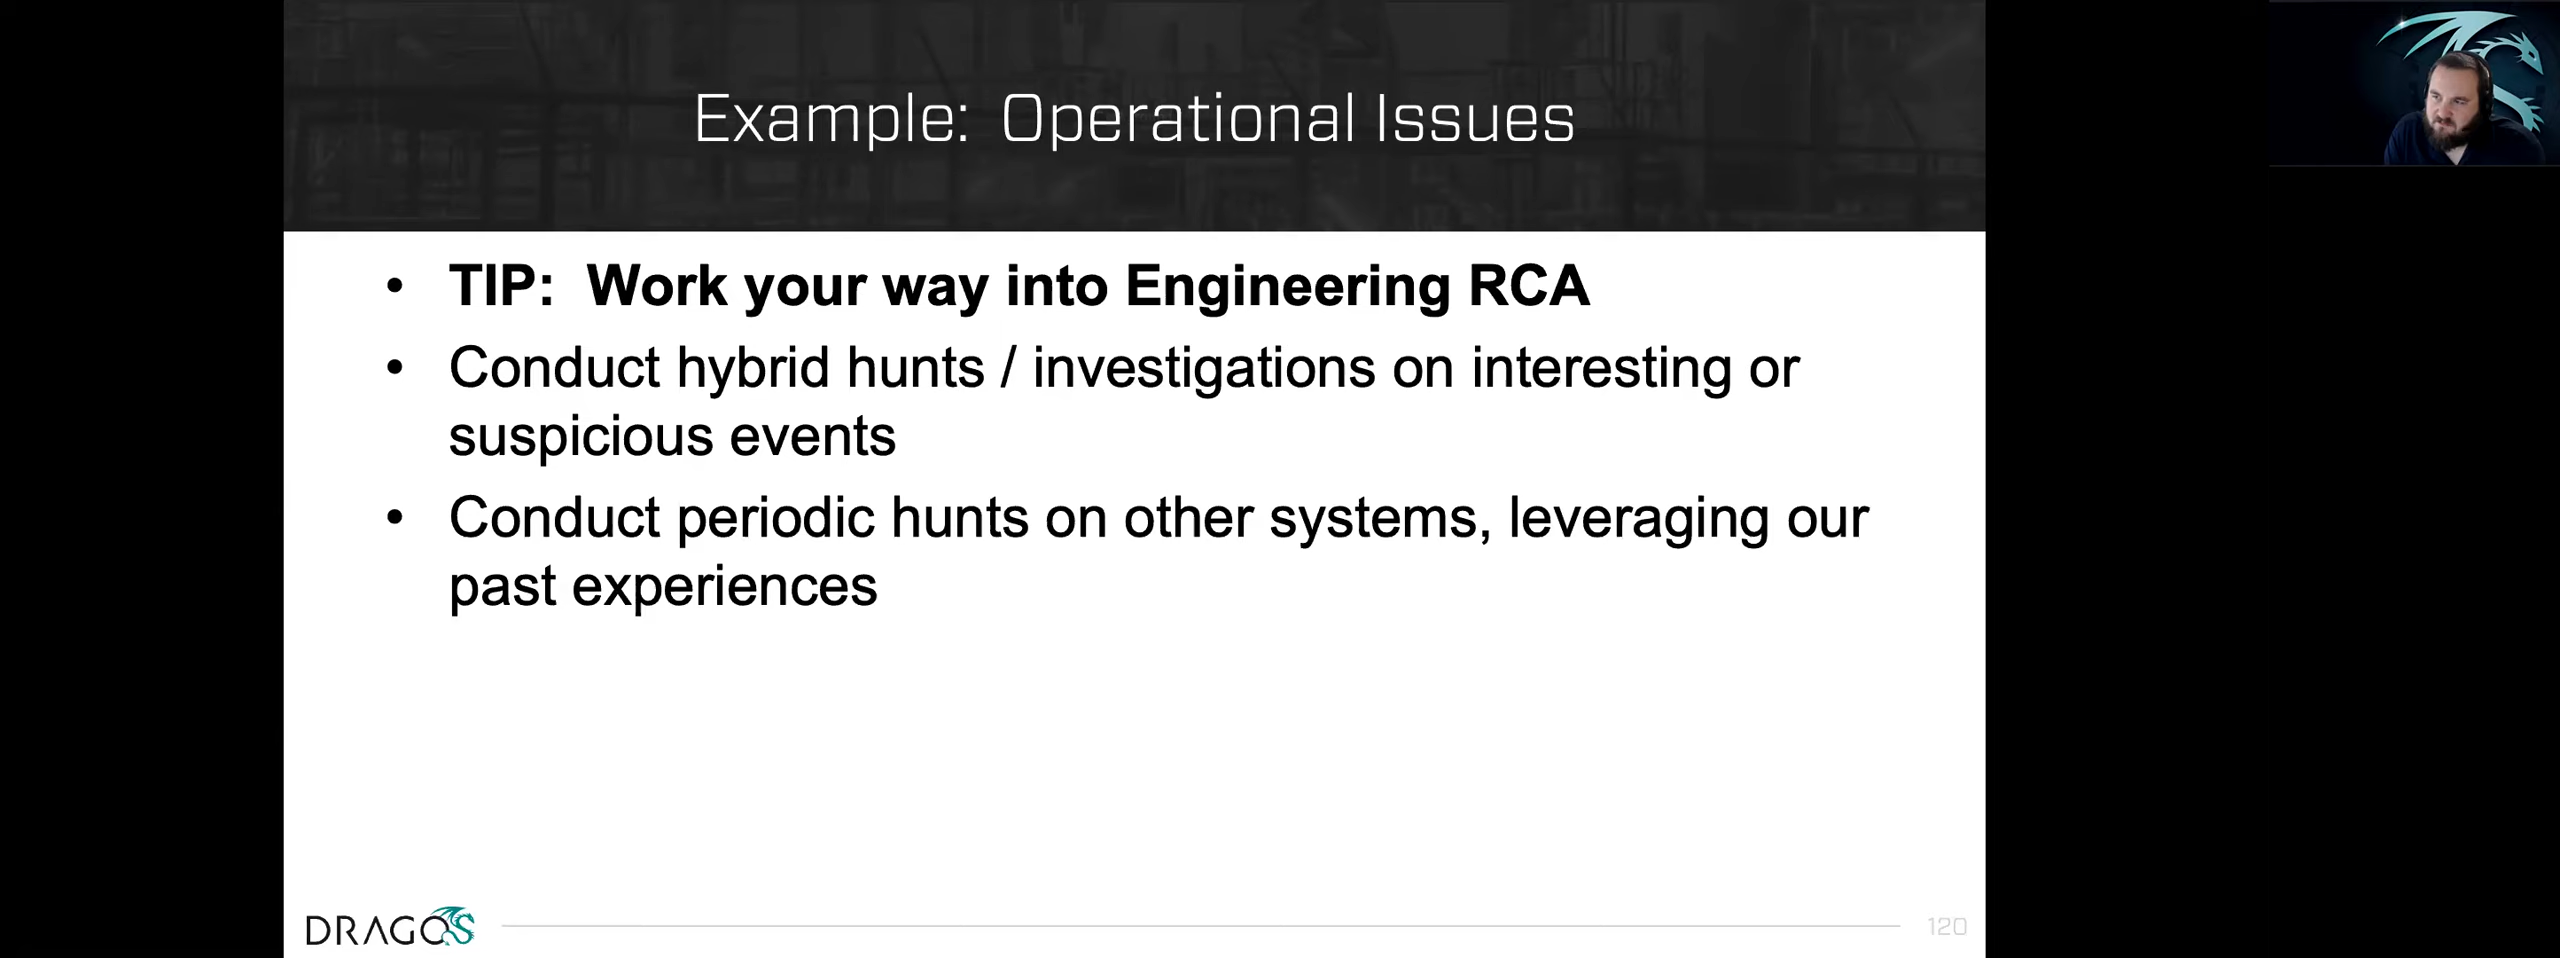 Example: Operational Issues
• TIP: Work your way into Engineering RCA
• Conduct hybrid hunts / investigations on interesting or
suspicious events
• Conduct periodic hunts on other systems, leveraging our
past experiences
DRAGOS
120